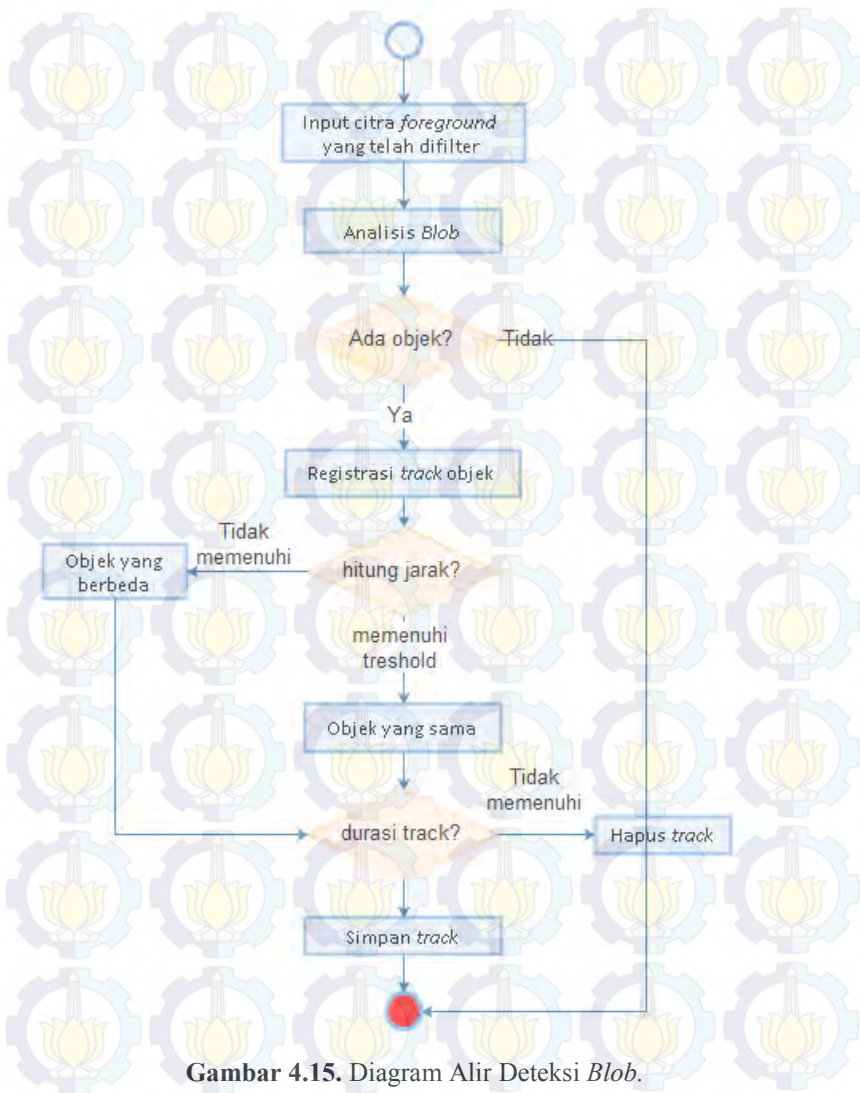 Input citra foreground
yang telah difilter
Analisis Blob
Ada objek?
Tidak
Ya
Registrasi track objek
Tidak
memenuhi
Objek yang
berbeda
hitung jarak?
memenuhi
treshold
Objek yang sama
Tidak
memenuhi
durasi track?
Hapus track
Simpan track
Gambar 4.15. Diagram Alir Deteksi Blob.